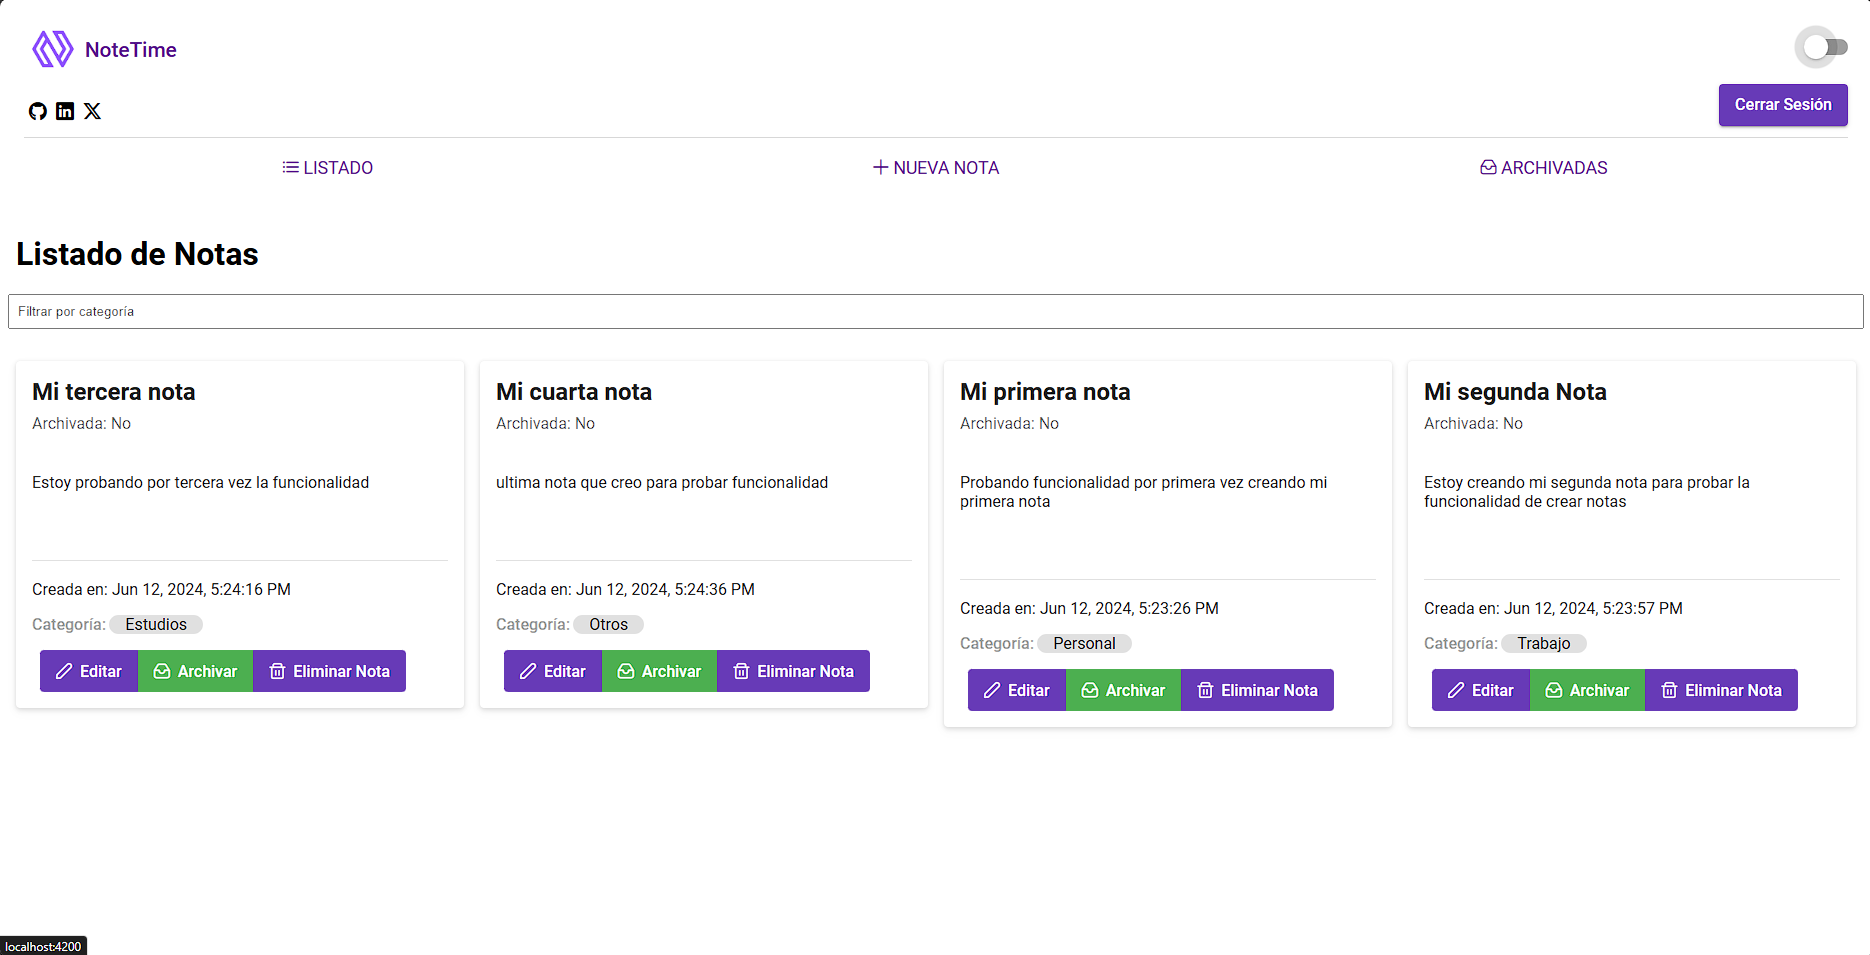 NoteTime
Cerrar Sesión
LISTADO
NUEVA NOTA
ARCHIVADAS
Listado de Notas
Filtrar por categoría
Mi tercera nota
Archivada: No
Estoy probando por tercera vez la funcionalidad
Creada en: Jun 12, 2024, 5:24:16 PM
Categoría: Estudios
Editar Archivar Eliminar Nota
Mi cuarta nota
Archivada: No
ultima nota que creo para probar funcionalidad
Creada en: Jun 12, 2024, 5:24:36 PM
Categoría: Otros
Editar Archivar Eliminar Nota
Mi primera nota
Archivada: No
Probando funcionalidad por primera vez creando mi
primera nota
Creada en: Jun 12, 2024, 5:23:26 PM
Categoría: Personal
Editar Archivar Eliminar Nota
Mi segunda Nota
Archivada: No
Estoy creando mi segunda nota para probar la
funcionalidad de crear notas
Creada en: Jun 12, 2024, 5:23:57 PM
Categoría: Trabajo
Editar Archivar Eliminar Nota
localhost:4200